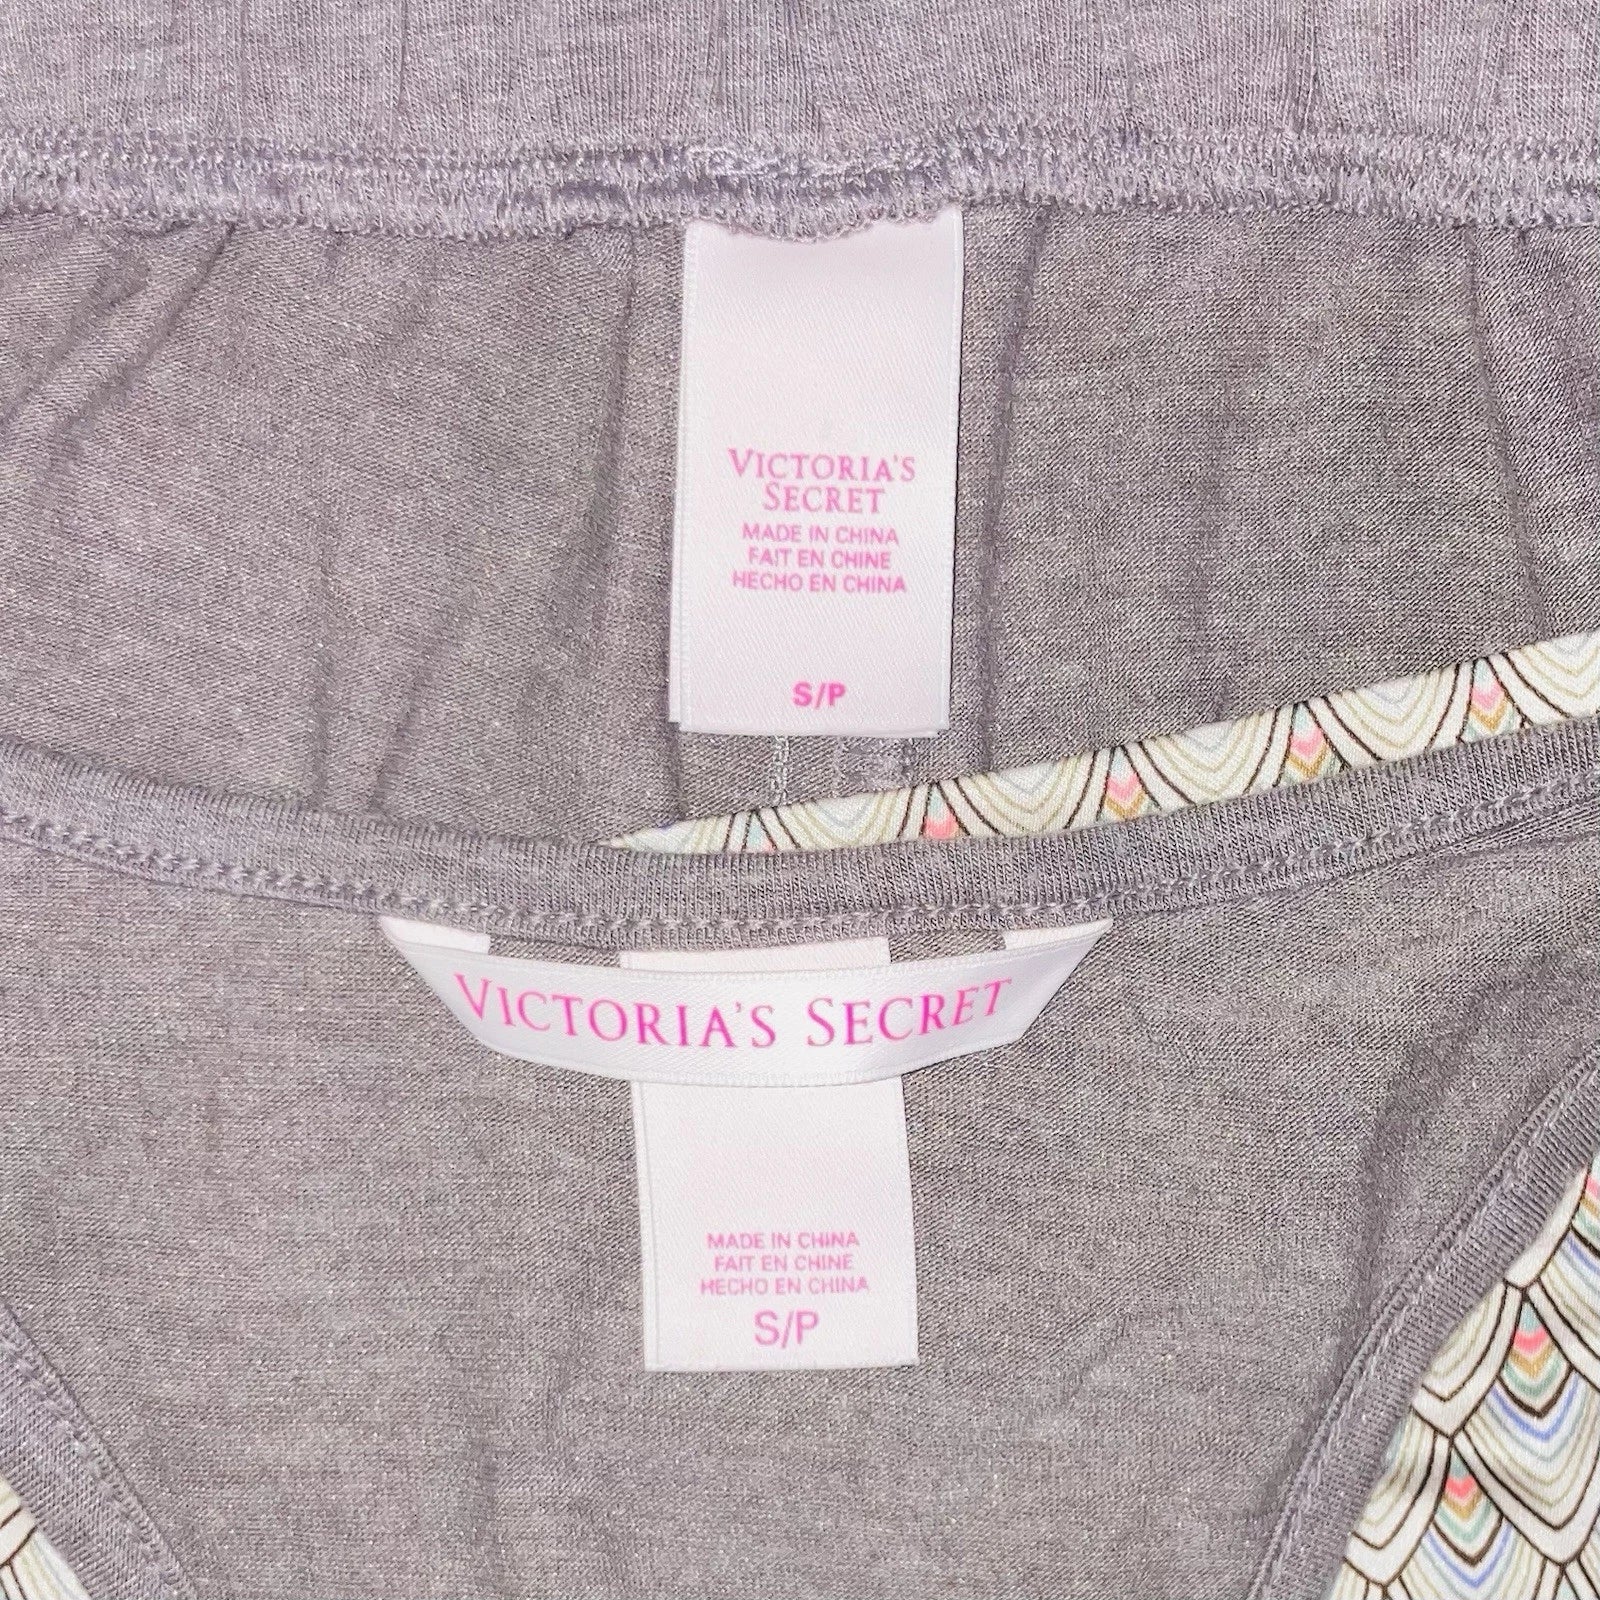 VICTORIA'S
SECRET
MADE IN CHINA
FAIT EN CHINE
HECHO EN CHINA
S/P
VICTORIA'S SECRET
MADE IN CHINA
FAIT EN CHINE
HECHO EN CHINA
S/P